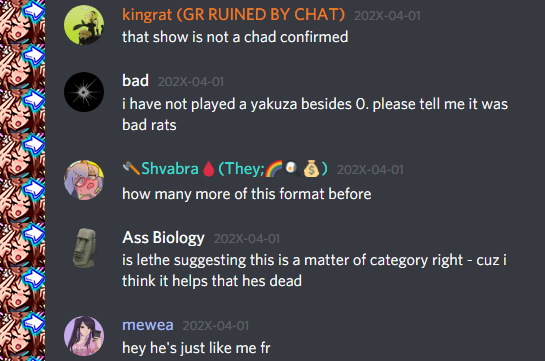 kingrat (GR RUINED BY CHAT) 202X-04-01
that show is not a chad confirmed
bad 202X-04-01
i have not played a yakuza besides 0. please tell me it was
bad rats
🪓Shvabra🩸(They;🌈🍳💰) 202X-04-01
how many more of this format before
Ass Biology 202X-04-01
is lethe suggesting this is a matter of category right - cuz i
think it helps that hes dead
mewea 202X-04-01
hey he's just like me fr